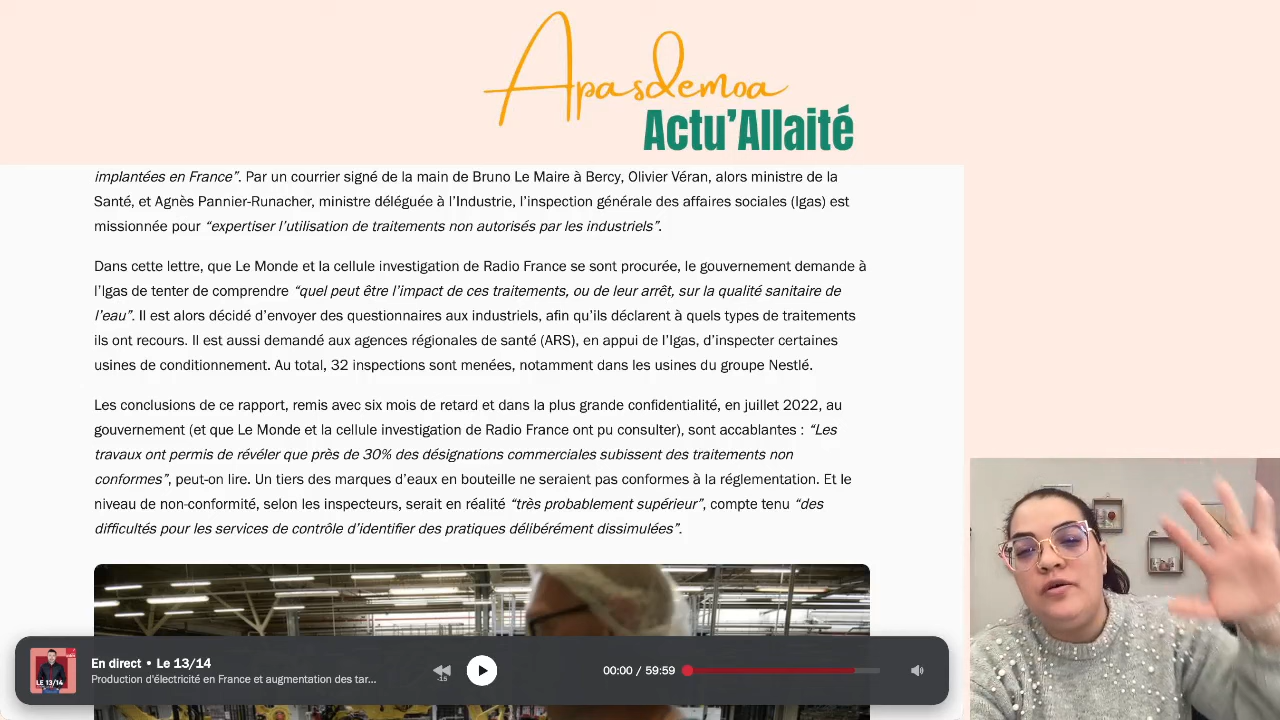 Apasdemoa
Actu’Allaité
implantées en France”. Par un courrier signé de la main de Bruno Le Maire à Bercy, Olivier Véran, alors ministre de la
Santé, et Agnès Pannier-Runacher, ministre déléguée à l’Industrie, l’inspection générale des affaires sociales (Igas) est
missionnée pour “expertiser l’utilisation de traitements non autorisés par les industriels”.
Dans cette lettre, que Le Monde et la cellule investigation de Radio France se sont procurée, le gouvernement demande à
l’Igas de tenter de comprendre “quel peut être l’impact de ces traitements, ou de leur arrêt, sur la qualité sanitaire de
l’eau”. Il est alors décidé d’envoyer des questionnaires aux industriels, afin qu’ils déclarent à quels types de traitements
ils ont recours. Il est aussi demandé aux agences régionales de santé (ARS), en appui de l’Igas, d’inspecter certaines
usines de conditionnement. Au total, 32 inspections sont menées, notamment dans les usines du groupe Nestlé.
Les conclusions de ce rapport, remis avec six mois de retard et dans la plus grande confidentialité, en juillet 2022, au
gouvernement (et que Le Monde et la cellule investigation de Radio France ont pu consulter), sont accablantes : “Les
travaux ont permis de révéler que près de 30% des désignations commerciales subissent des traitements non
conformes”, peut-on lire. Un tiers des marques d’eaux en bouteille ne seraient pas conformes à la réglementation. Et le
niveau de non-conformité, selon les inspecteurs, serait en réalité “très probablement supérieur”, compte tenu “des
difficultés pour les services de contrôle d’identifier des pratiques délibérément dissimulées”.
LE 13/14
En direct • Le 13/14
Production d'électricité en France et augmentation des tar...
-15
00:00 / 59:59